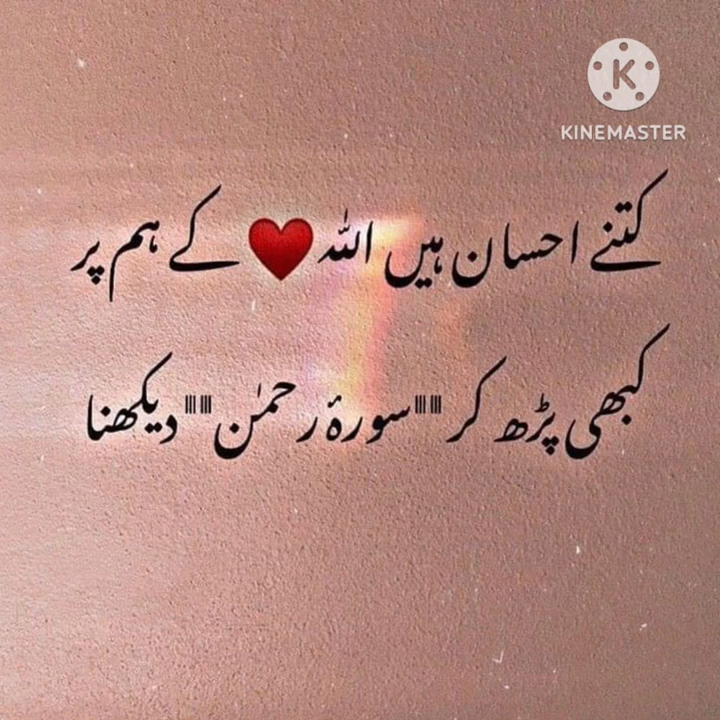 K
KINEMASTER
کتنے احسان ہیں اللہ ❤️ کے ہم پر
کبھی پڑھ کر ""سورۂ رحمٰن"" دیکھنا